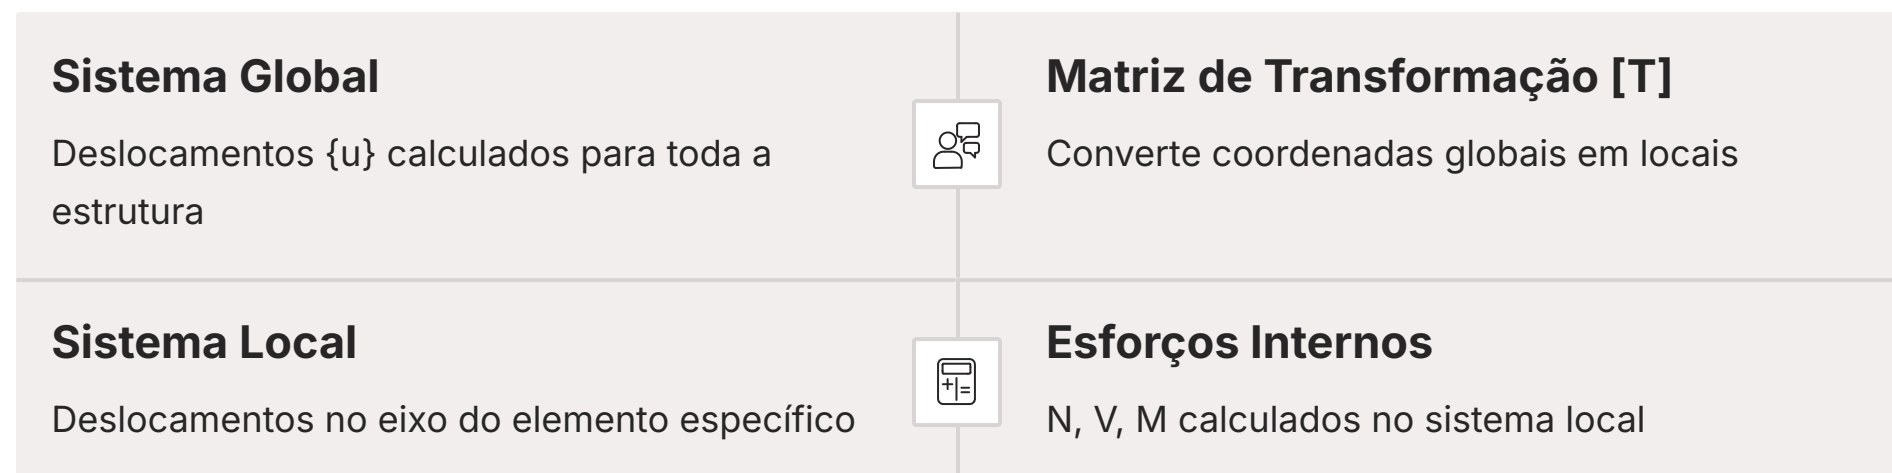 Sistema Global
Deslocamentos {u} calculados para toda a
estrutura
Matriz de Transformação [T]
Converte coordenadas globais em locais
Sistema Local
Deslocamentos no eixo do elemento específico
Esforços Internos
N, V, M calculados no sistema local